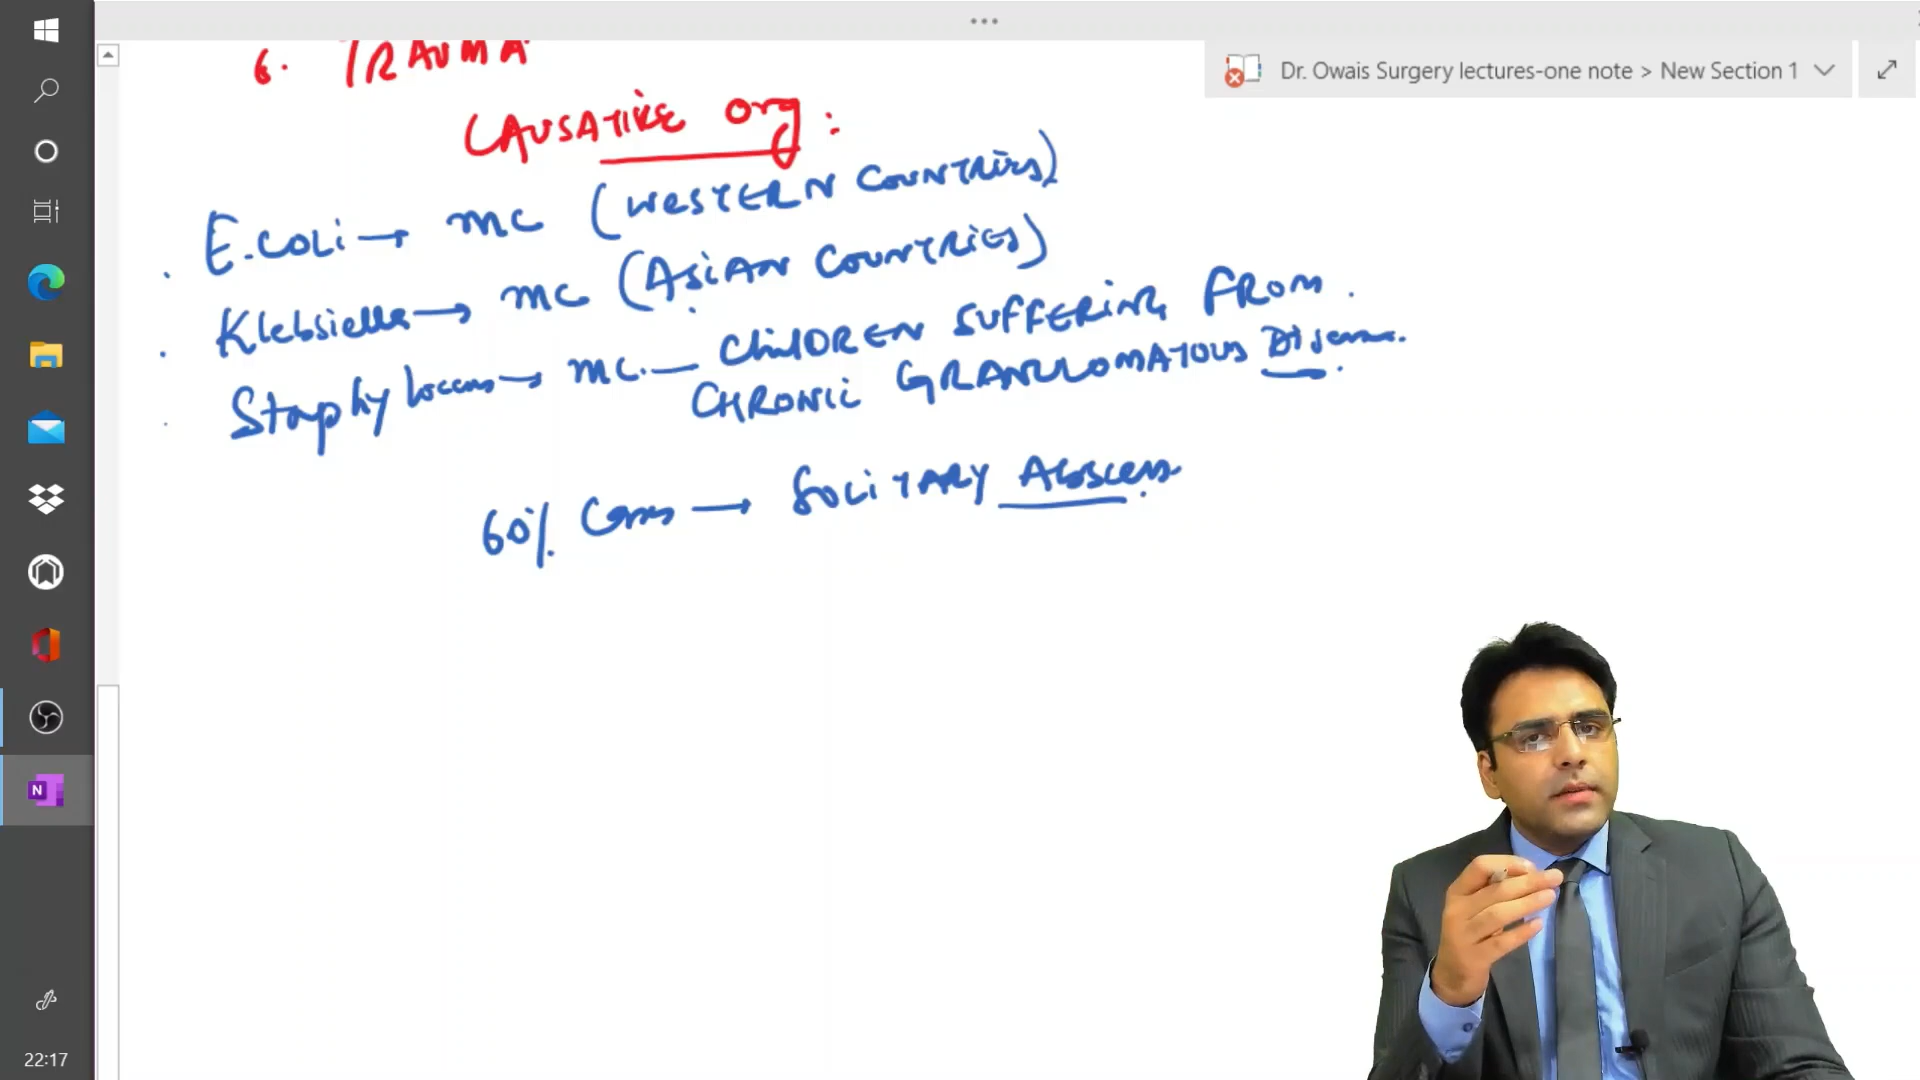 Dr. Owais Surgery lectures-one note > New Section 1
6. TRAUMA
CAUSATIVE Org:
. E.COLi → MC (WESTERN COUNTRiEs)
. Klebsiella → MC (ASiAN COUNTRiES)
. Staphylococcus → MC. — ChilDREN SUFFERiNG FROM.
CHRONiC GRANULOMATOUS Disease.
60% Cases → SOLiTARY Abscess
N
22:17